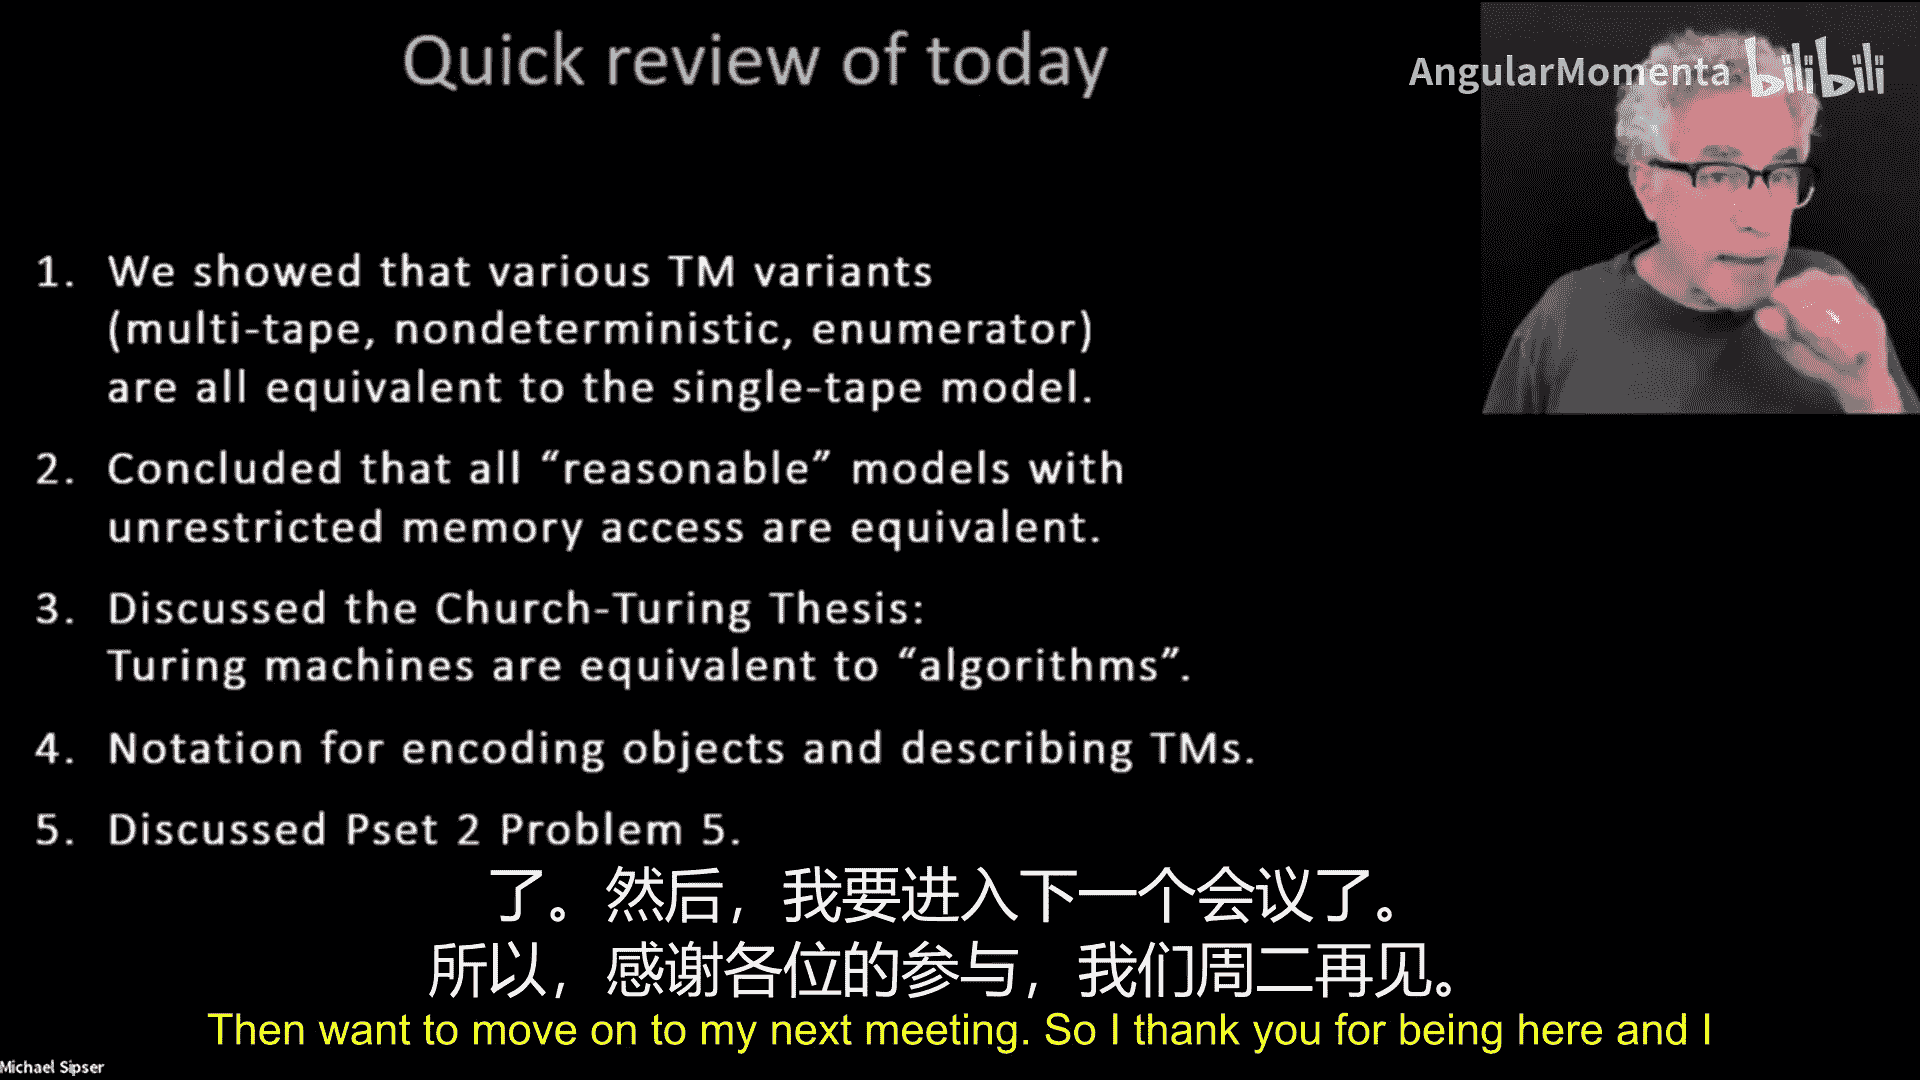 Quick review of today
AngularMomenta bilibili
1. We showed that various TM variants
(multi-tape, nondeterministic, enumerator)
are all equivalent to the single-tape model.
2. Concluded that all “reasonable” models with
unrestricted memory access are equivalent.
3. Discussed the Church-Turing Thesis:
Turing machines are equivalent to “algorithms”.
4. Notation for encoding objects and describing TMs.
5. Discussed Pset 2 Problem 5.
了。然后，我要进入下一个会议了。
所以，感谢各位的参与，我们周二再见。
Then want to move on to my next meeting. So I thank you for being here and I
Michael Sipser